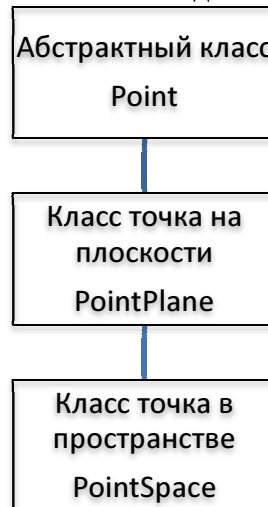 Абстрактный класс
Point
Класс точка на
плоскости
PointPlane
Класс точка в
пространстве
PointSpace